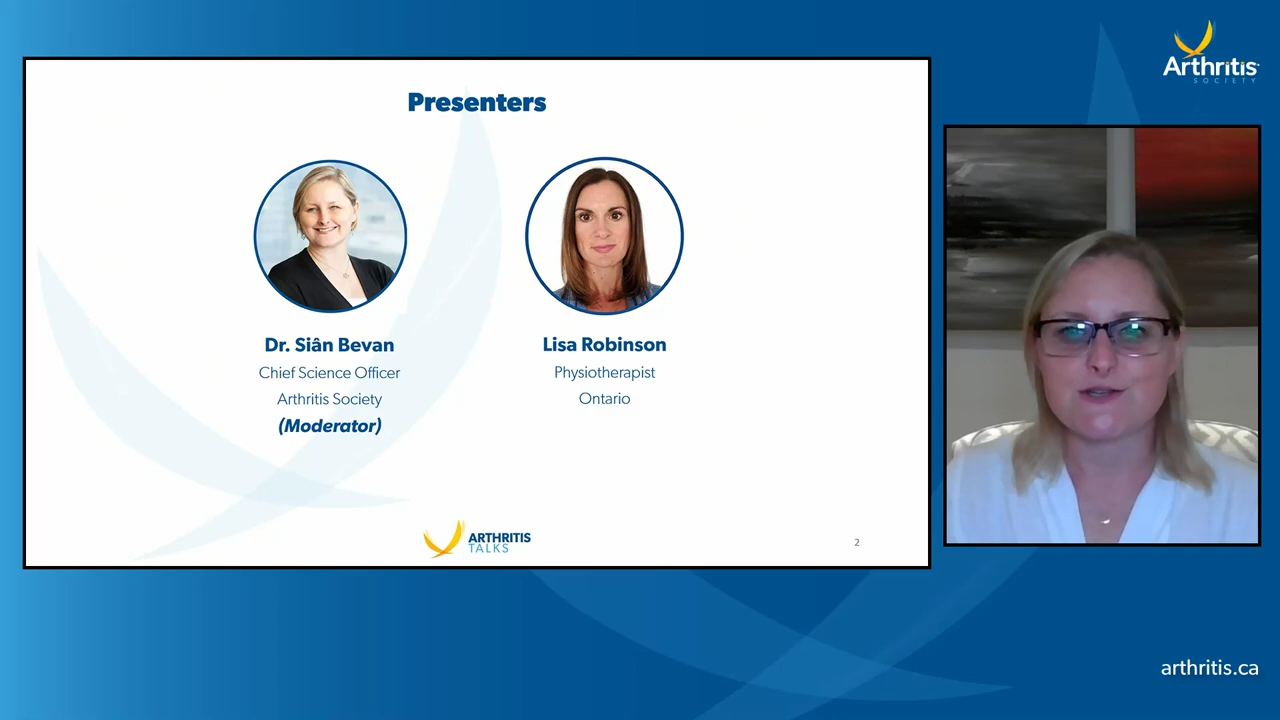 Presenters
Dr. Siân Bevan
Chief Science Officer
Arthritis Society
(Moderator)
Lisa Robinson
Physiotherapist
Ontario
ARTHRITIS
TALKS
2
Arthritis
SOCIETY
arthritis.ca